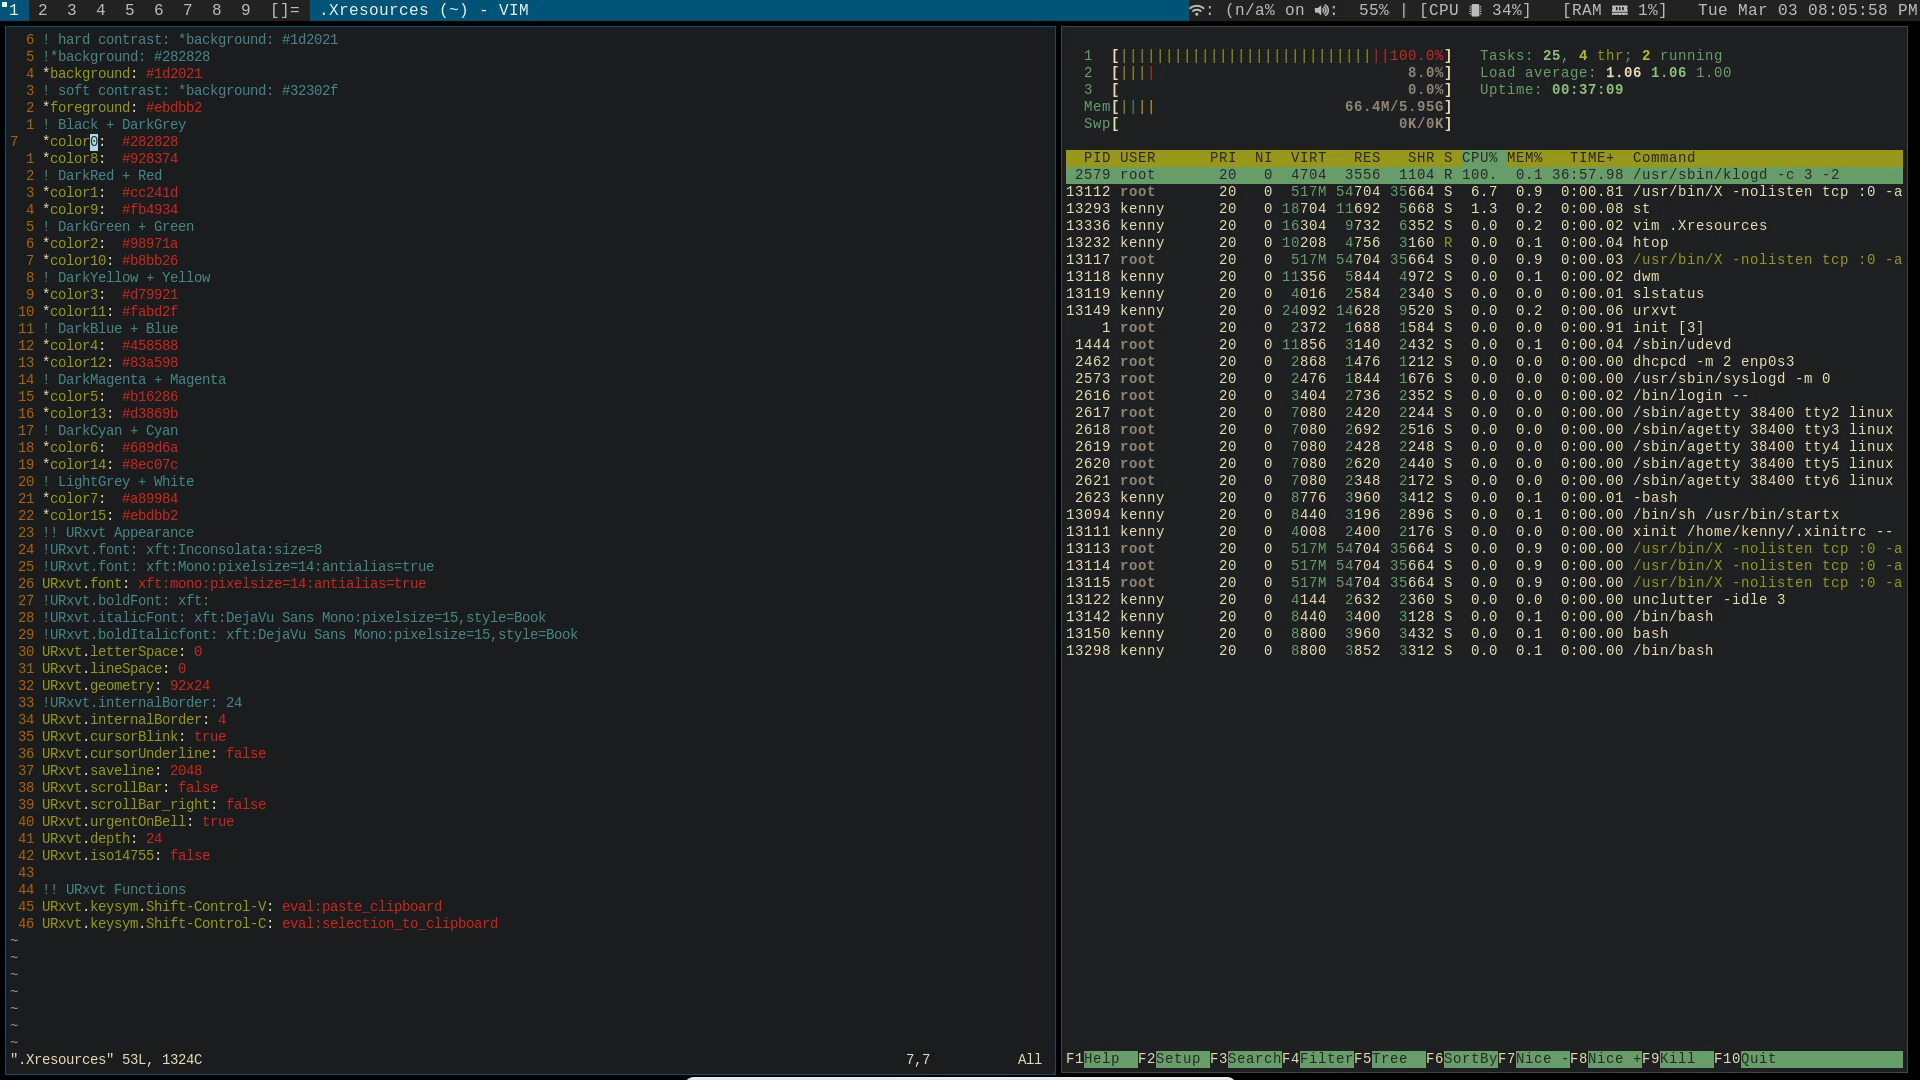 1 2 3 4 5 6 7 8 9 []= .Xresources (~) - VIM : (n/a% on : 55% | [CPU 34%] [RAM 1%] Tue Mar 03 08:05:58 PM
6 ! hard contrast: *background: #1d2021
5 !*background: #282828
4 *background: #1d2021
3 ! soft contrast: *background: #32302f
2 *foreground: #ebdbb2
1 ! Black + DarkGrey
7 *color0: #282828
1 *color8: #928374
2 ! DarkRed + Red
3 *color1: #cc241d
4 *color9: #fb4934
5 ! DarkGreen + Green
6 *color2: #98971a
7 *color10: #b8bb26
8 ! DarkYellow + Yellow
9 *color3: #d79921
10 *color11: #fabd2f
11 ! DarkBlue + Blue
12 *color4: #458588
13 *color12: #83a598
14 ! DarkMagenta + Magenta
15 *color5: #b16286
16 *color13: #d3869b
17 ! DarkCyan + Cyan
18 *color6: #689d6a
19 *color14: #8ec07c
20 ! LightGrey + White
21 *color7: #a89984
22 *color15: #ebdbb2
23 !! URxvt Appearance
24 !URxvt.font: xft:Inconsolata:size=8
25 !URxvt.font: xft:Mono:pixelsize=14:antialias=true
26 URxvt.font: xft:mono:pixelsize=14:antialias=true
27 !URxvt.boldFont: xft:
28 !URxvt.italicFont: xft:DejaVu Sans Mono:pixelsize=15,style=Book
29 !URxvt.boldItalicfont: xft:DejaVu Sans Mono:pixelsize=15,style=Book
30 URxvt.letterSpace: 0
31 URxvt.lineSpace: 0
32 URxvt.geometry: 92x24
33 !URxvt.internalBorder: 24
34 URxvt.internalBorder: 4
35 URxvt.cursorBlink: true
36 URxvt.cursorUnderline: false
37 URxvt.saveline: 2048
38 URxvt.scrollBar: false
39 URxvt.scrollBar_right: false
40 URxvt.urgentOnBell: true
41 URxvt.depth: 24
42 URxvt.iso14755: false
43
44 !! URxvt Functions
45 URxvt.keysym.Shift-Control-V: eval:paste_clipboard
46 URxvt.keysym.Shift-Control-C: eval:selection_to_clipboard
~
~
~
~
~
~
~
".Xresources" 53L, 1324C 7,7 All
1 [||||||||||||||||||||||||||||||100.0%] Tasks: 25, 4 thr; 2 running
2 [|||| 8.0%] Load average: 1.06 1.06 1.00
3 [ 0.0%] Uptime: 00:37:09
Mem[|||| 66.4M/5.95G]
Swp[ 0K/0K]
PID USER PRI NI VIRT RES SHR S CPU% MEM% TIME+ Command
2579 root 20 0 4704 3556 1104 R 100. 0.1 36:57.98 /usr/sbin/klogd -c 3 -2
13112 root 20 0 517M 54704 35664 S 6.7 0.9 0:00.81 /usr/bin/X -nolisten tcp :0 -a
13293 kenny 20 0 18704 11692 5668 S 1.3 0.2 0:00.08 st
13336 kenny 20 0 16304 9732 6352 S 0.0 0.2 0:00.02 vim .Xresources
13232 kenny 20 0 10208 4756 3160 R 0.0 0.1 0:00.04 htop
13117 root 20 0 517M 54704 35664 S 0.0 0.9 0:00.03 /usr/bin/X -nolisten tcp :0 -a
13118 kenny 20 0 11356 5844 4972 S 0.0 0.1 0:00.02 dwm
13119 kenny 20 0 4016 2584 2340 S 0.0 0.0 0:00.01 slstatus
13149 kenny 20 0 24092 14628 9520 S 0.0 0.2 0:00.06 urxvt
1 root 20 0 2372 1688 1584 S 0.0 0.0 0:00.91 init [3]
1444 root 20 0 11856 3140 2432 S 0.0 0.1 0:00.04 /sbin/udevd
2462 root 20 0 2868 1476 1212 S 0.0 0.0 0:00.00 dhcpcd -m 2 enp0s3
2573 root 20 0 2476 1844 1676 S 0.0 0.0 0:00.00 /usr/sbin/syslogd -m 0
2616 root 20 0 3404 2736 2352 S 0.0 0.0 0:00.02 /bin/login --
2617 root 20 0 7080 2420 2244 S 0.0 0.0 0:00.00 /sbin/agetty 38400 tty2 linux
2618 root 20 0 7080 2692 2516 S 0.0 0.0 0:00.00 /sbin/agetty 38400 tty3 linux
2619 root 20 0 7080 2428 2248 S 0.0 0.0 0:00.00 /sbin/agetty 38400 tty4 linux
2620 root 20 0 7080 2620 2440 S 0.0 0.0 0:00.00 /sbin/agetty 38400 tty5 linux
2621 root 20 0 7080 2348 2172 S 0.0 0.0 0:00.00 /sbin/agetty 38400 tty6 linux
2623 kenny 20 0 8776 3960 3412 S 0.0 0.1 0:00.01 -bash
13094 kenny 20 0 8440 3196 2896 S 0.0 0.1 0:00.00 /bin/sh /usr/bin/startx
13111 kenny 20 0 4008 2400 2176 S 0.0 0.0 0:00.00 xinit /home/kenny/.xinitrc --
13113 root 20 0 517M 54704 35664 S 0.0 0.9 0:00.00 /usr/bin/X -nolisten tcp :0 -a
13114 root 20 0 517M 54704 35664 S 0.0 0.9 0:00.00 /usr/bin/X -nolisten tcp :0 -a
13115 root 20 0 517M 54704 35664 S 0.0 0.9 0:00.00 /usr/bin/X -nolisten tcp :0 -a
13122 kenny 20 0 4144 2632 2360 S 0.0 0.0 0:00.00 unclutter -idle 3
13142 kenny 20 0 8440 3400 3128 S 0.0 0.1 0:00.00 /bin/bash
13150 kenny 20 0 8800 3960 3432 S 0.0 0.1 0:00.00 bash
13298 kenny 20 0 8800 3852 3312 S 0.0 0.1 0:00.00 /bin/bash
F1Help F2Setup F3SearchF4FilterF5Tree F6SortByF7Nice -F8Nice +F9Kill F10Quit